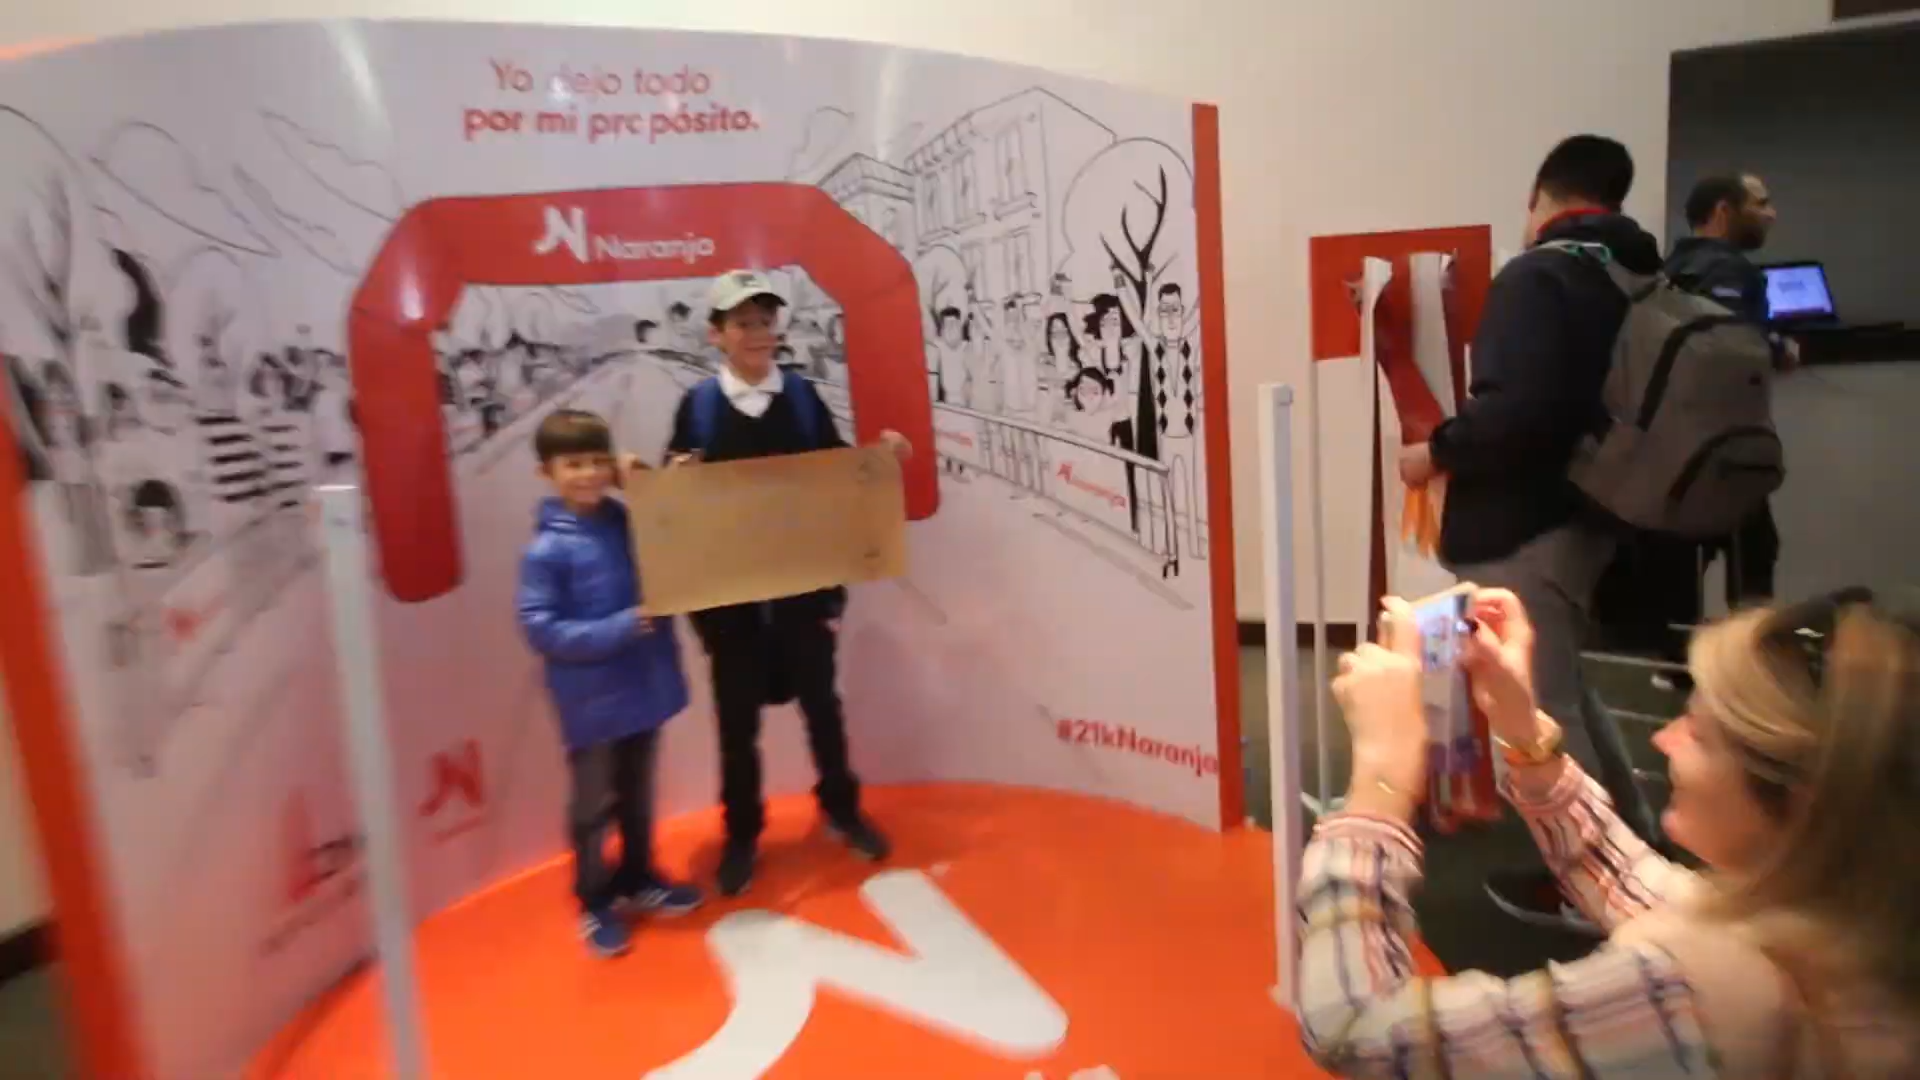 Yo dejo todo
por mi propósito.
Naranja
Naranja
#21kNaranja